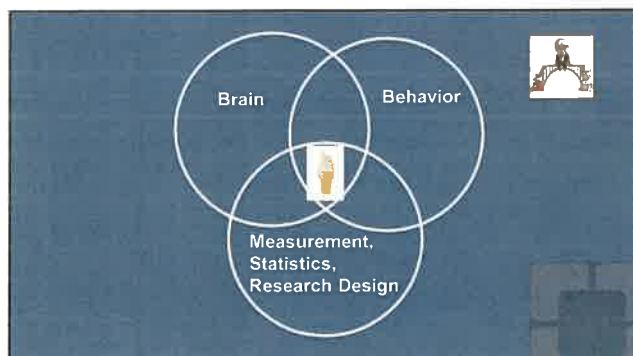 Brain
Behavior
Measurement,
Statistics,
Research Design